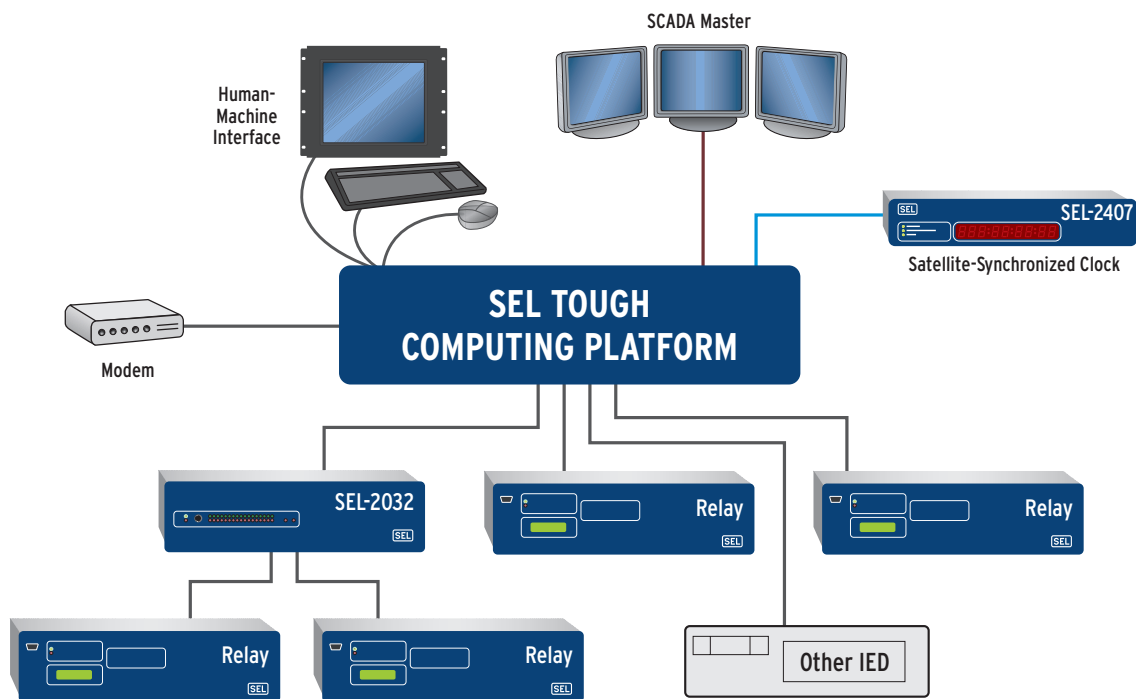 SCADA Master
Human-
Machine
Interface
SEL
SEL-2407
Satellite-Synchronized Clock
SEL TOUGH
COMPUTING PLATFORM
Modem
SEL-2032
SEL
Relay
SEL
Relay
SEL
Relay
SEL
Relay
SEL
Other IED